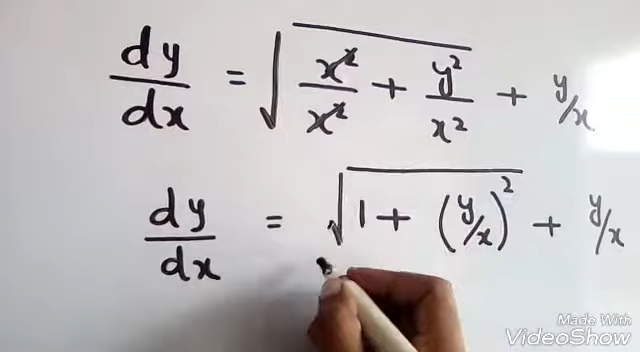 dy/dx = √(x²/x² + y²/x²) + y/x
dy/dx = √(1 + (y/x)²) + y/x
Made With
VideoShow